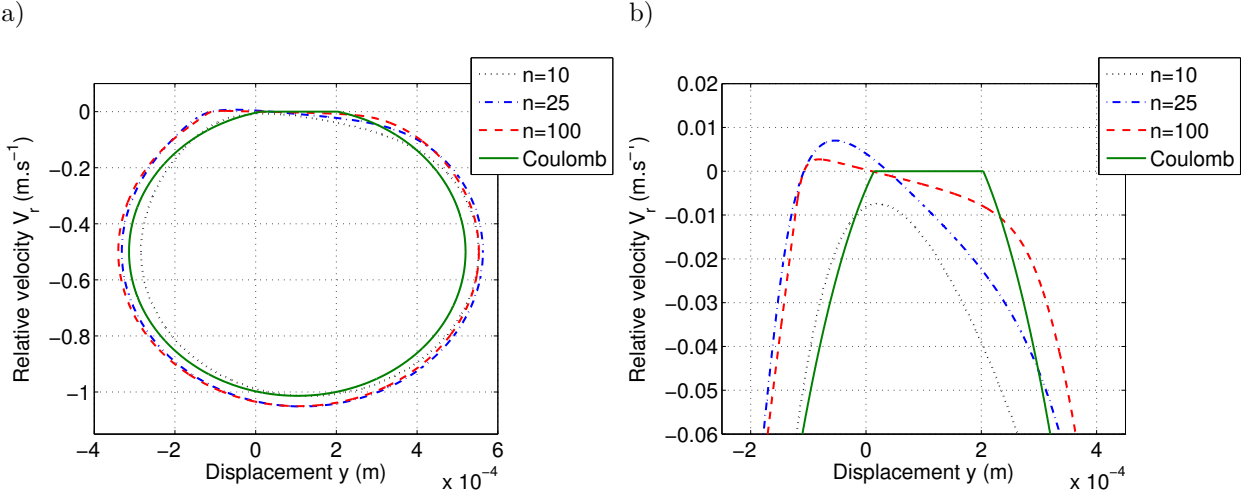 a)
b)
n=10
n=25
n=100
Coulomb
0
−0.2
−0.4
−0.6
−0.8
−1
Relative velocity V_r (m.s⁻¹)
−4
−2
0
2
4
6
Displacement y (m)
x 10⁻⁴
n=10
n=25
n=100
Coulomb
0.02
0.01
0
−0.01
−0.02
−0.03
−0.04
−0.05
−0.06
Relative velocity V_r (m.s⁻¹)
−2
0
2
4
Displacement y (m)
x 10⁻⁴